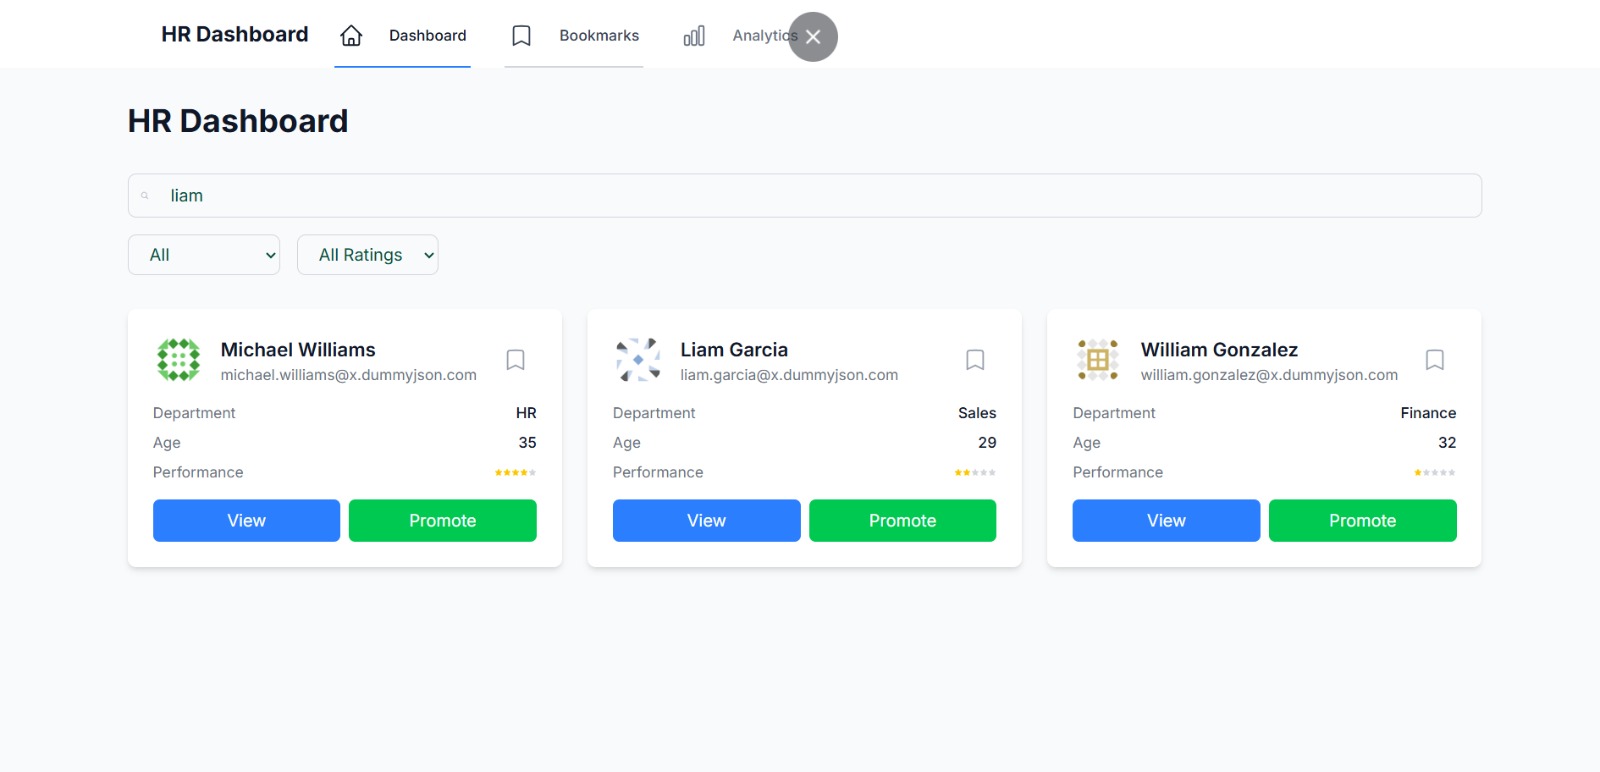 HR Dashboard Dashboard Bookmarks Analytics
HR Dashboard
liam
All All Ratings
Michael Williams
michael.williams@x.dummyjson.com
Department HR
Age 35
Performance
View Promote
Liam Garcia
liam.garcia@x.dummyjson.com
Department Sales
Age 29
Performance
View Promote
William Gonzalez
william.gonzalez@x.dummyjson.com
Department Finance
Age 32
Performance
View Promote